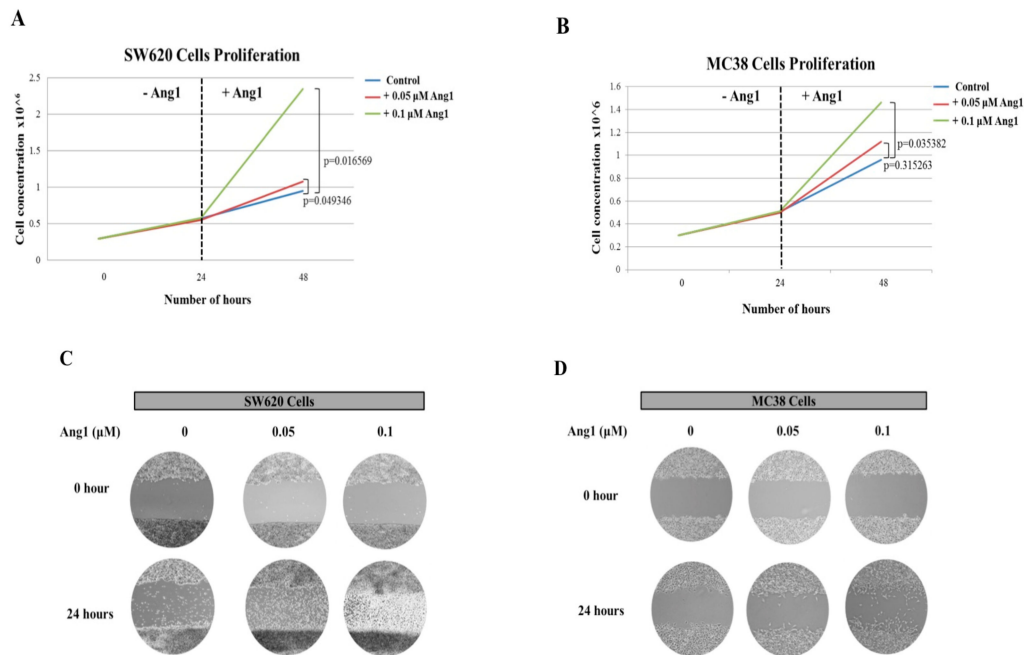 A
SW620 Cells Proliferation
Cell concentration x10^⁶
2.5
2
1.5
1
0.5
0
- Ang1
+ Ang1
Control
+ 0.05 µM Ang1
+ 0.1 µM Ang1
p=0.016569
p=0.049346
0
24
48
Number of hours
B
MC38 Cells Proliferation
Cell concentration x10^6
1.6
1.4
1.2
1
0.8
0.6
0.4
0.2
0
- Ang1
+ Ang1
Control
+ 0.05 µM Ang1
+ 0.1 µM Ang1
p=0.035382
p=0.315263
0
24
48
Number of hours
C
SW620 Cells
Ang1 (µM) 0 0.05 0.1
0 hour
24 hours
D
MC38 Cells
Ang1 (µM) 0 0.05 0.1
0 hour
24 hours